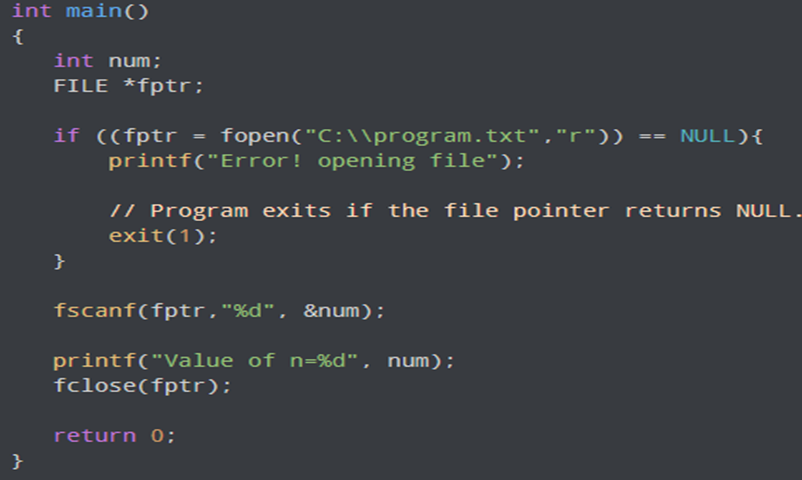 int main()
{
int num;
FILE *fptr;
if ((fptr = fopen("C:\\program.txt","r")) == NULL){
printf("Error! opening file");
// Program exits if the file pointer returns NULL.
exit(1);
}
fscanf(fptr,"%d", &num);
printf("Value of n=%d", num);
fclose(fptr);
return 0;
}